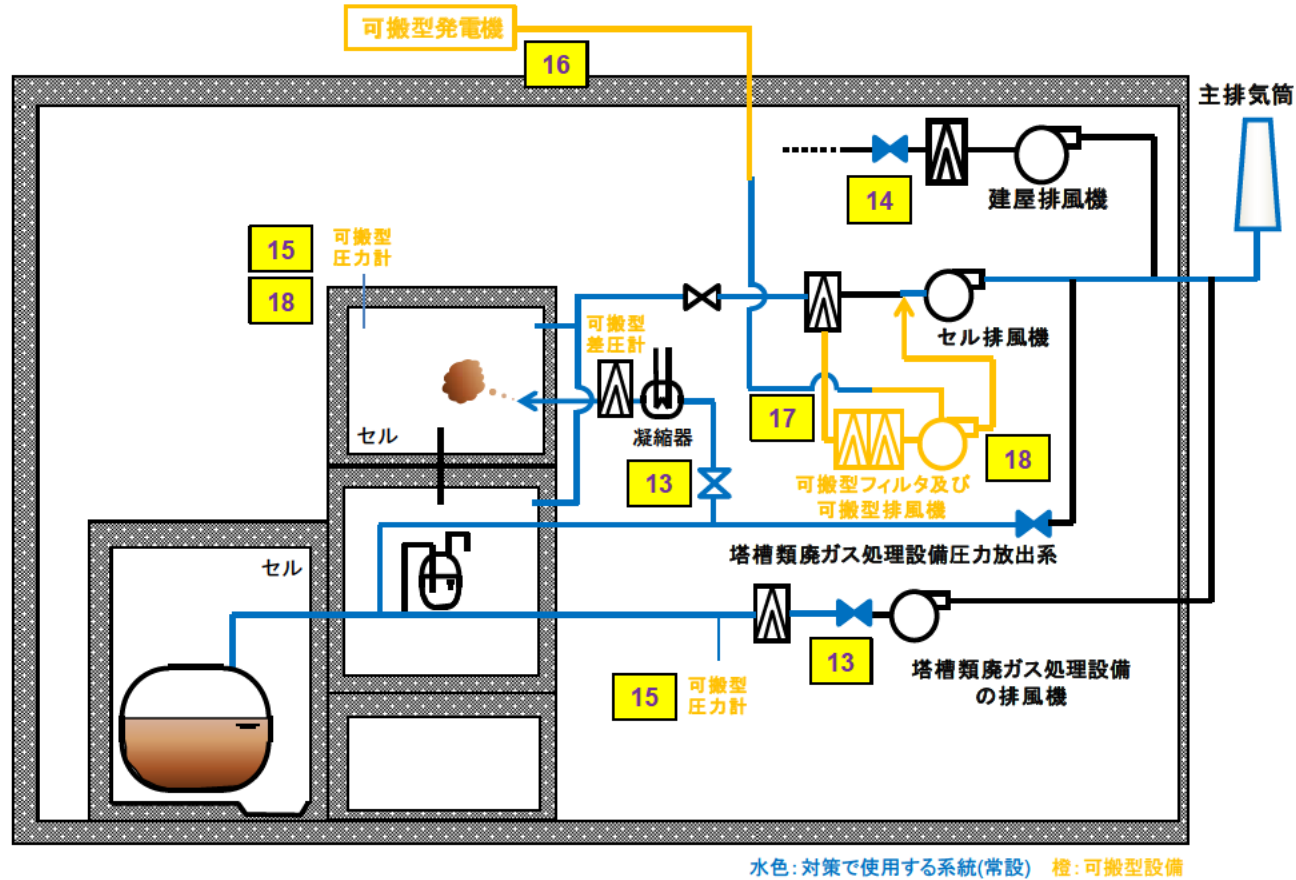 可搬型発電機
16
主排気筒
14
建屋排風機
15
可搬型
圧力計
18
可搬型
差圧計
セル排風機
セル
凝縮器
17
18
13
可搬型フィルタ及び
可搬型排風機
塔槽類廃ガス処理設備圧力放出系
セル
13
塔槽類廃ガス処理設備
の排風機
15
可搬型
圧力計
水色:対策で使用する系統(常設) 橙:可搬型設備